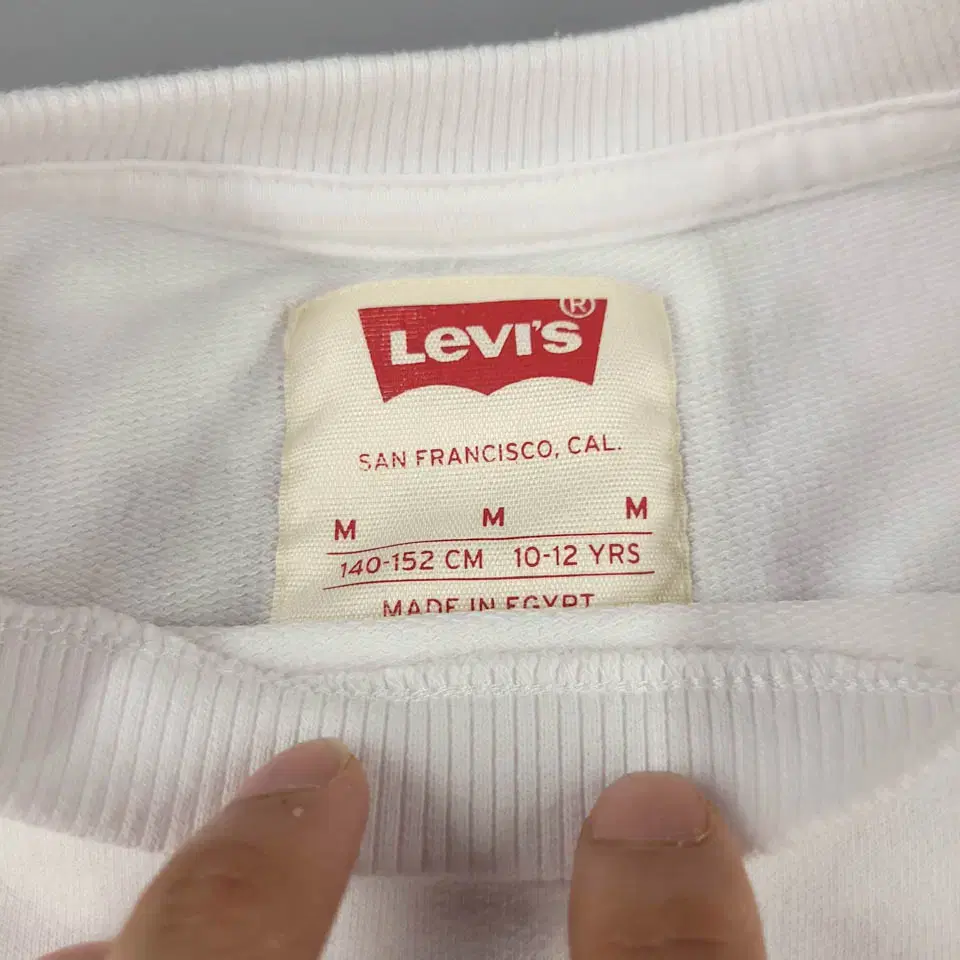 Levi's ®
SAN FRANCISCO, CAL.
M M M
140-152 CM 10-12 YRS
MADE IN EGYPT